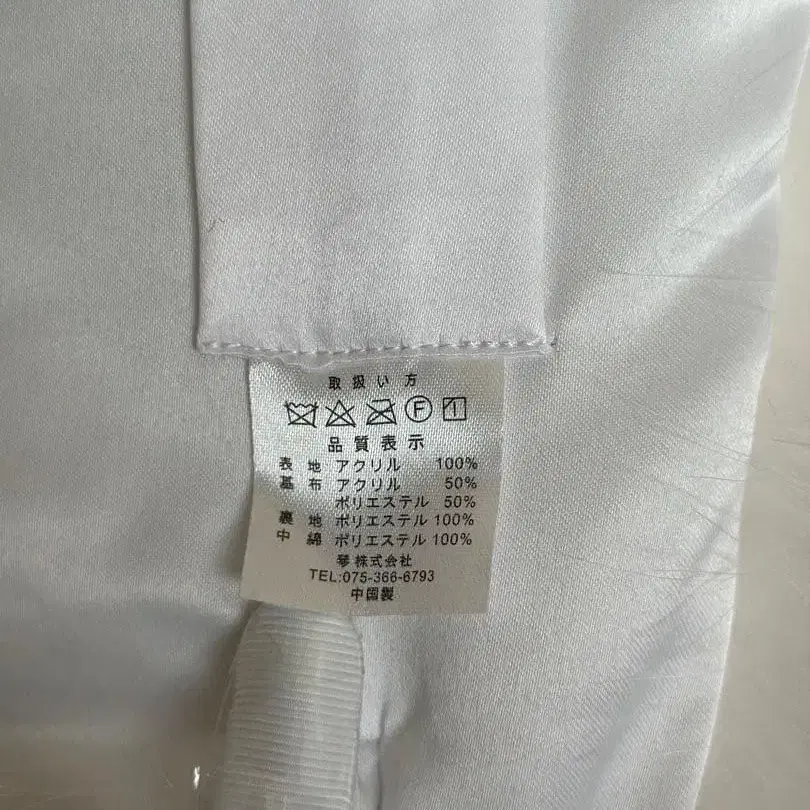 取扱い方
F
品質表示
表地 アクリル 100%
基布 アクリル 50%
ポリエステル 50%
裏地 ポリエステル 100%
中綿 ポリエステル 100%
琴株式会社
TEL:075-366-6793
中国製